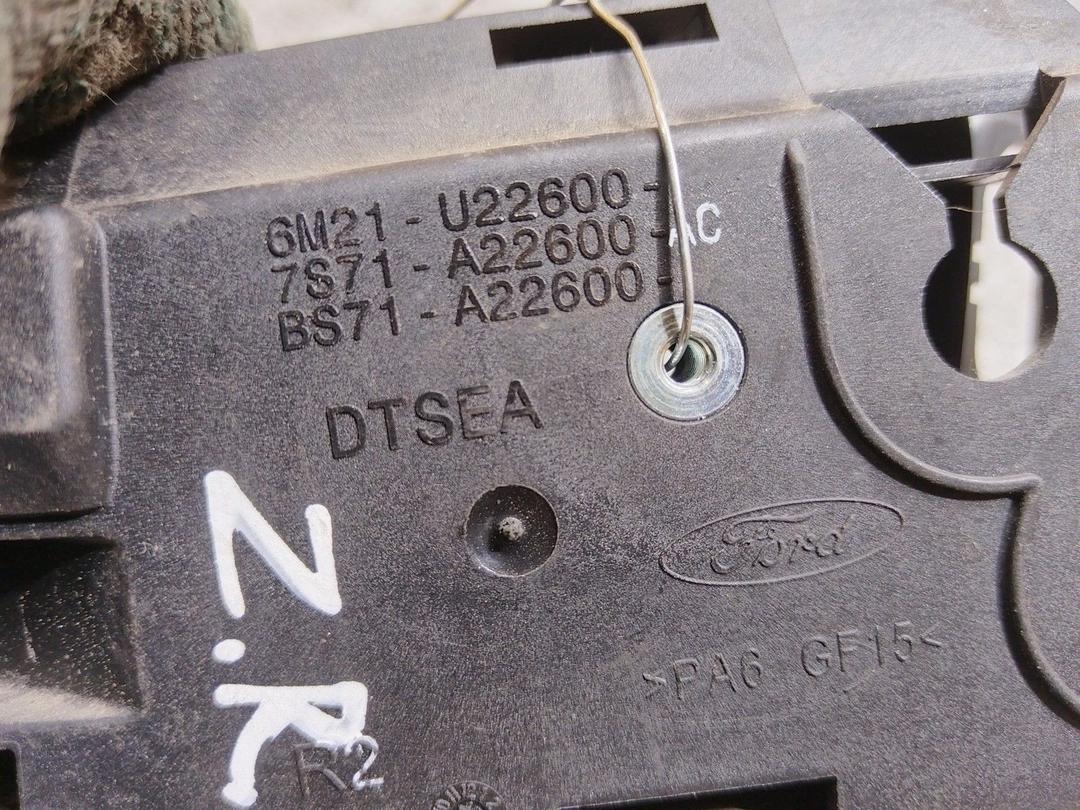 6M21-U22600-
7S71-A22600-AC
BS71-A22600-
DTSEA
Ford
>PA6 GF15<
Z.R
R2